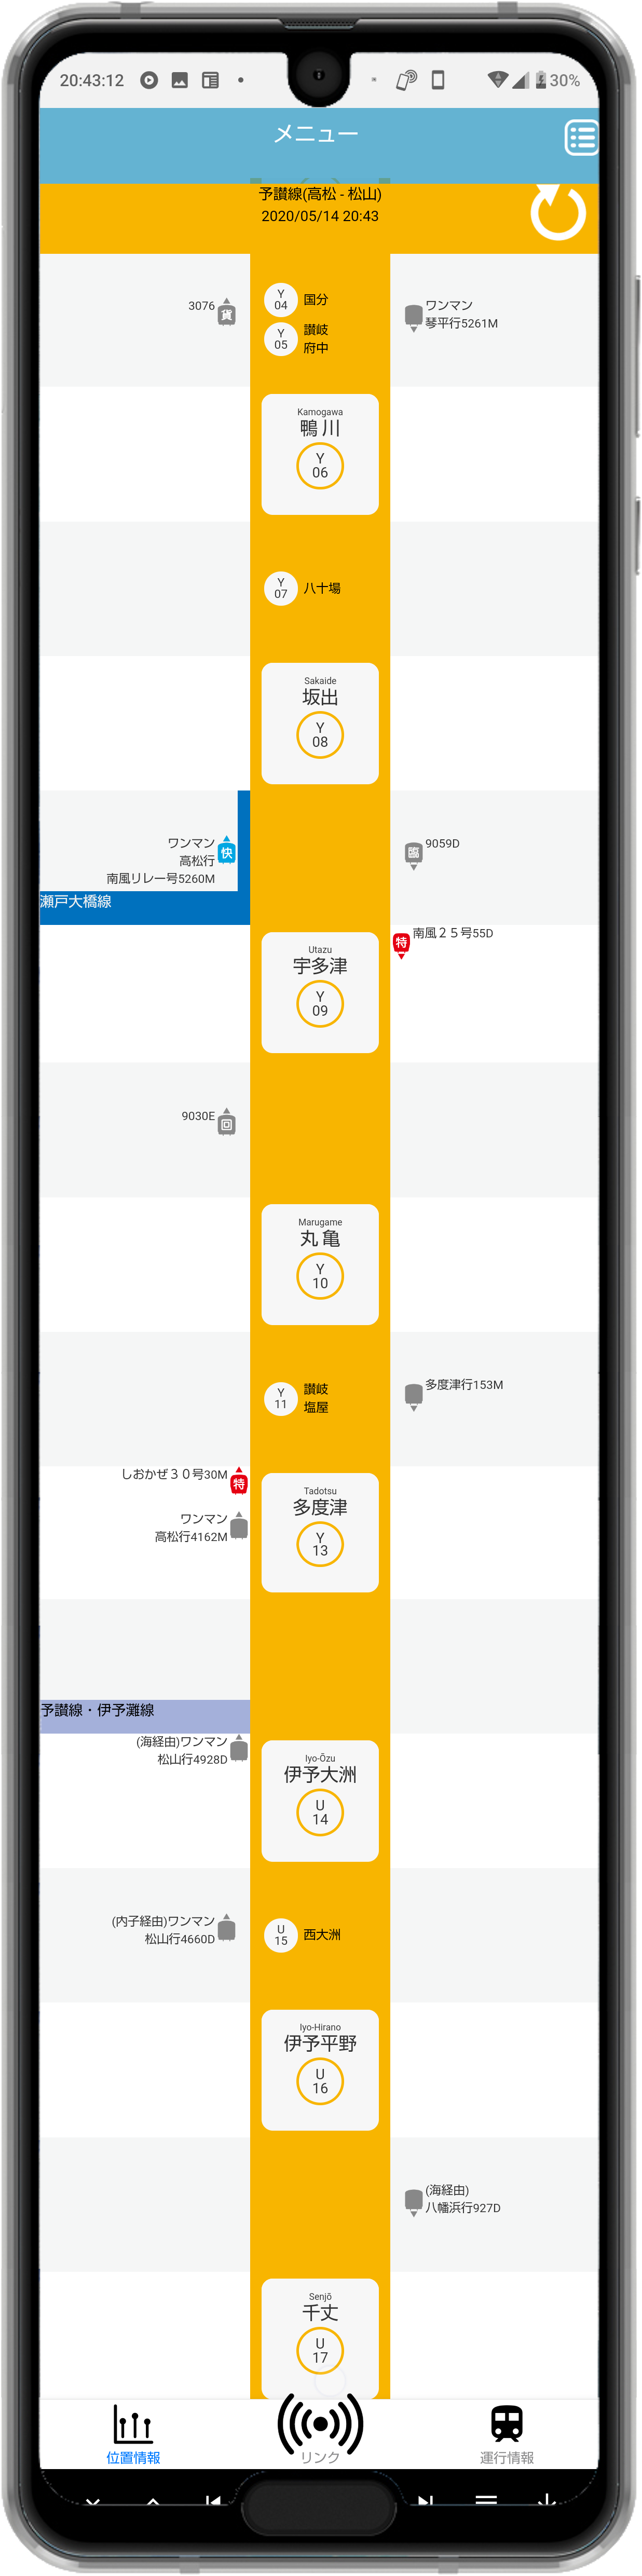 20:43:12
30%
メニュー
予讃線(高松 - 松山)
2020/05/14 20:43
3076
貨
Y
04
国分
ワンマン
琴平行5261M
Y
05
讃岐
府中
Kamogawa
鴨川
Y
06
Y
07
八十場
Sakaide
坂出
Y
08
ワンマン
高松行
南風リレー号5260M
快
臨
9059D
瀬戸大橋線
特
南風２５号55D
Utazu
宇多津
Y
09
9030E
回
Marugame
丸亀
Y
10
Y
11
讃岐
塩屋
多度津行153M
しおかぜ３０号30M
特
ワンマン
高松行4162M
Tadotsu
多度津
Y
13
予讃線・伊予灘線
(海経由)ワンマン
松山行4928D
Iyo-Ōzu
伊予大洲
U
14
(内子経由)ワンマン
松山行4660D
U
15
西大洲
Iyo-Hirano
伊予平野
U
16
(海経由)
八幡浜行927D
Senjō
千丈
U
17
位置情報
リンク
運行情報